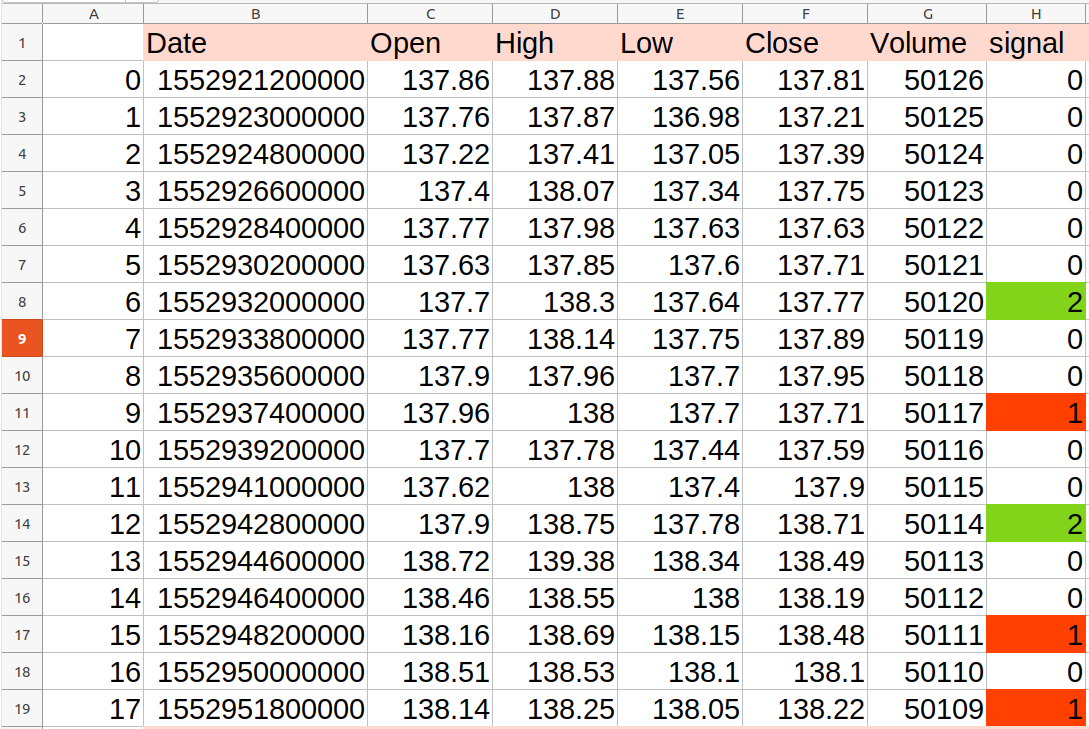 A B C D E F G H
1 Date Open High Low Close Volume signal
2 0 1552921200000 137.86 137.88 137.56 137.81 50126 0
3 1 1552923000000 137.76 137.87 136.98 137.21 50125 0
4 2 1552924800000 137.22 137.41 137.05 137.39 50124 0
5 3 1552926600000 137.4 138.07 137.34 137.75 50123 0
6 4 1552928400000 137.77 137.98 137.63 137.63 50122 0
7 5 1552930200000 137.63 137.85 137.6 137.71 50121 0
8 6 1552932000000 137.7 138.3 137.64 137.77 50120 2
9 7 1552933800000 137.77 138.14 137.75 137.89 50119 0
10 8 1552935600000 137.9 137.96 137.7 137.95 50118 0
11 9 1552937400000 137.96 138 137.7 137.71 50117 1
12 10 1552939200000 137.7 137.78 137.44 137.59 50116 0
13 11 1552941000000 137.62 138 137.4 137.9 50115 0
14 12 1552942800000 137.9 138.75 137.78 138.71 50114 2
15 13 1552944600000 138.72 139.38 138.34 138.49 50113 0
16 14 1552946400000 138.46 138.55 138 138.19 50112 0
17 15 1552948200000 138.16 138.69 138.15 138.48 50111 1
18 16 1552950000000 138.51 138.53 138.1 138.1 50110 0
19 17 1552951800000 138.14 138.25 138.05 138.22 50109 1